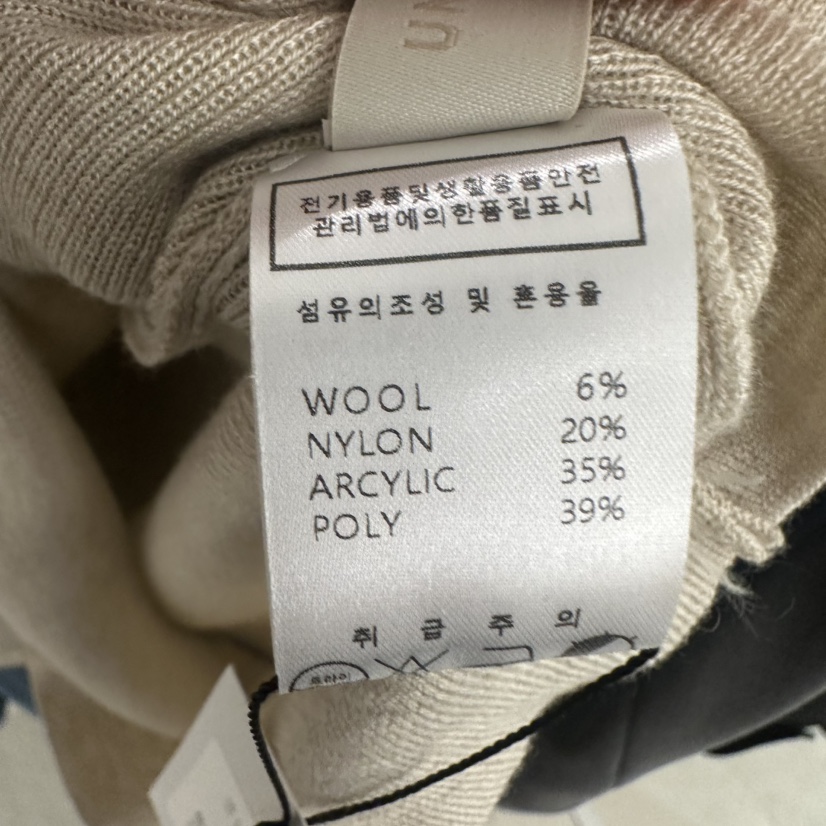 UN
전기용품및생활용품안전
관리법에의한품질표시
섬유의조성 및 혼용율
WOOL 6%
NYLON 20%
ARCYLIC 35%
POLY 39%
취 급 주 의